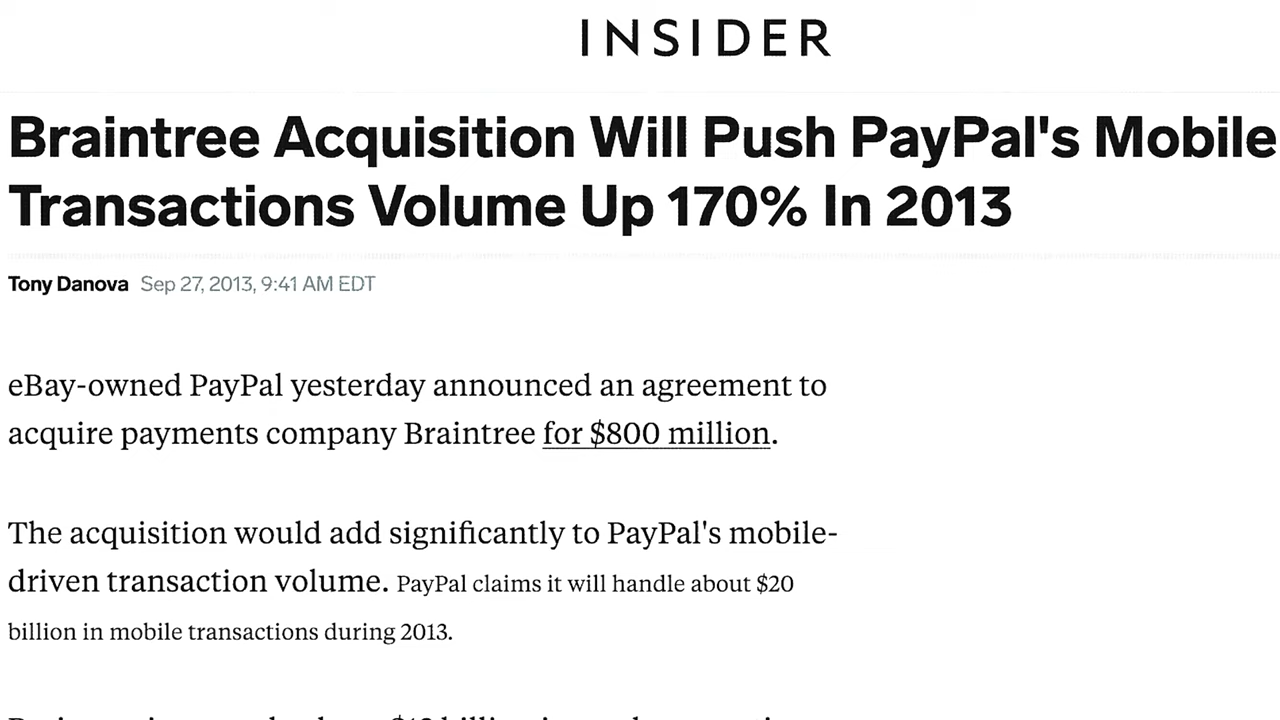 INSIDER
Braintree Acquisition Will Push PayPal's Mobile
Transactions Volume Up 170% In 2013
Tony Danova Sep 27, 2013, 9:41 AM EDT
eBay-owned PayPal yesterday announced an agreement to
acquire payments company Braintree for $800 million.
The acquisition would add significantly to PayPal's mobile-
driven transaction volume. PayPal claims it will handle about $20
billion in mobile transactions during 2013.